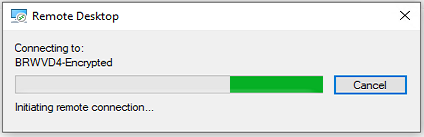 Remote Desktop
Connecting to:
BRWVD4-Encrypted
Cancel
Initiating remote connection...